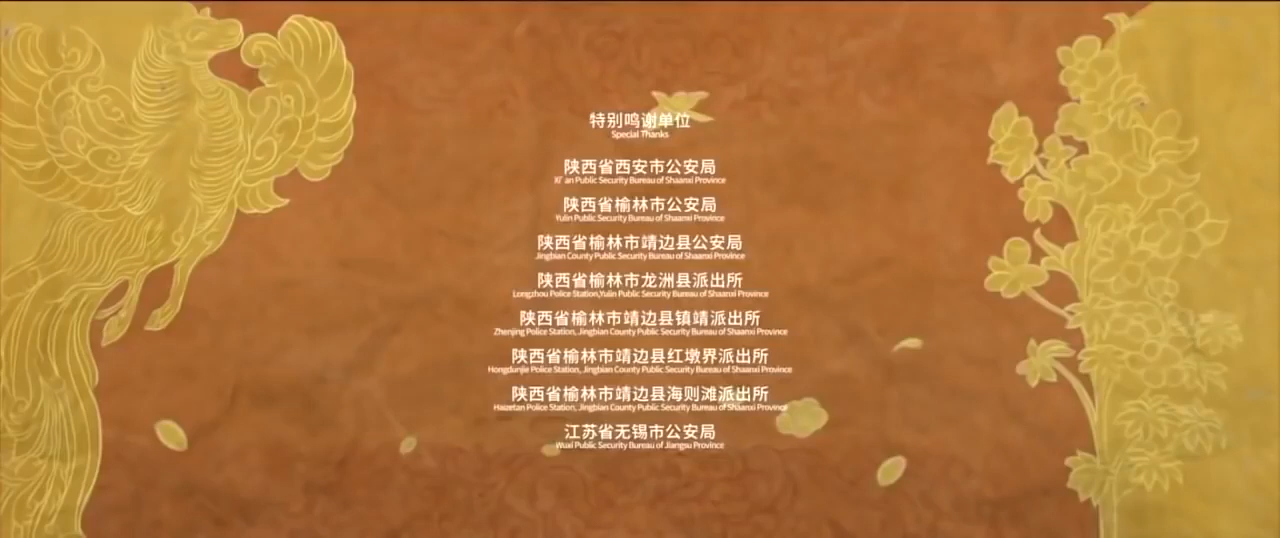 特别鸣谢单位
Special Thanks
陕西省西安市公安局
Xi' an Public Security Bureau of Shaanxi Province
陕西省榆林市公安局
Yulin Public Security Bureau of Shaanxi Province
陕西省榆林市靖边县公安局
Jingbian County Public Security Bureau of Shaanxi Province
陕西省榆林市龙洲县派出所
Longzhou Police Station,Yulin Public Security Bureau of Shaanxi Province
陕西省榆林市靖边县镇靖派出所
Zhenjing Police Station, Jingbian County Public Security Bureau of Shaanxi Province
陕西省榆林市靖边县红墩界派出所
Hongdunjie Police Station, Jingbian County Public Security Bureau of Shaanxi Province
陕西省榆林市靖边县海则滩派出所
Haizetan Police Station, Jingbian County Public Security Bureau of Shaanxi Province
江苏省无锡市公安局
Wuxi Public Security Bureau of Jiangsu Province